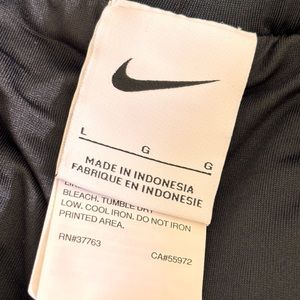 L G G
MADE IN INDONESIA
FABRIQUE EN INDONESIE
BLEACH. TUMBLE DRY
LOW. COOL IRON. DO NOT IRON
PRINTED AREA.
RN#37763 CA#55972